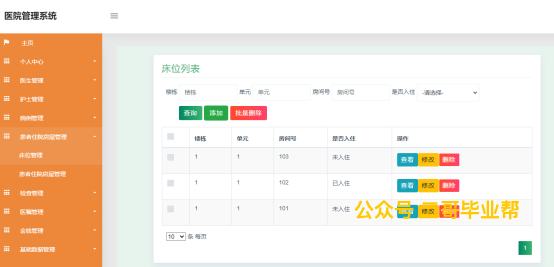 医院管理系统
主页
个人中心
医生管理
护士管理
病例管理
患者住院房屋管理
床位管理
患者住院房屋管理
检查管理
医嘱管理
会诊管理
基础数据管理
床位列表
楼栋 楼栋 单元 单元 房间号 房间号 是否入住 -请选择-
查询 添加 批量删除
楼栋 单元 房间号 是否入住 操作
1 1 103 未入住 查看 修改 删除
1 1 102 已入住 查看 修改 删除
1 1 101 未入住 查看 修改 删除
公众号 二哥毕业帮
10 条 每页
1